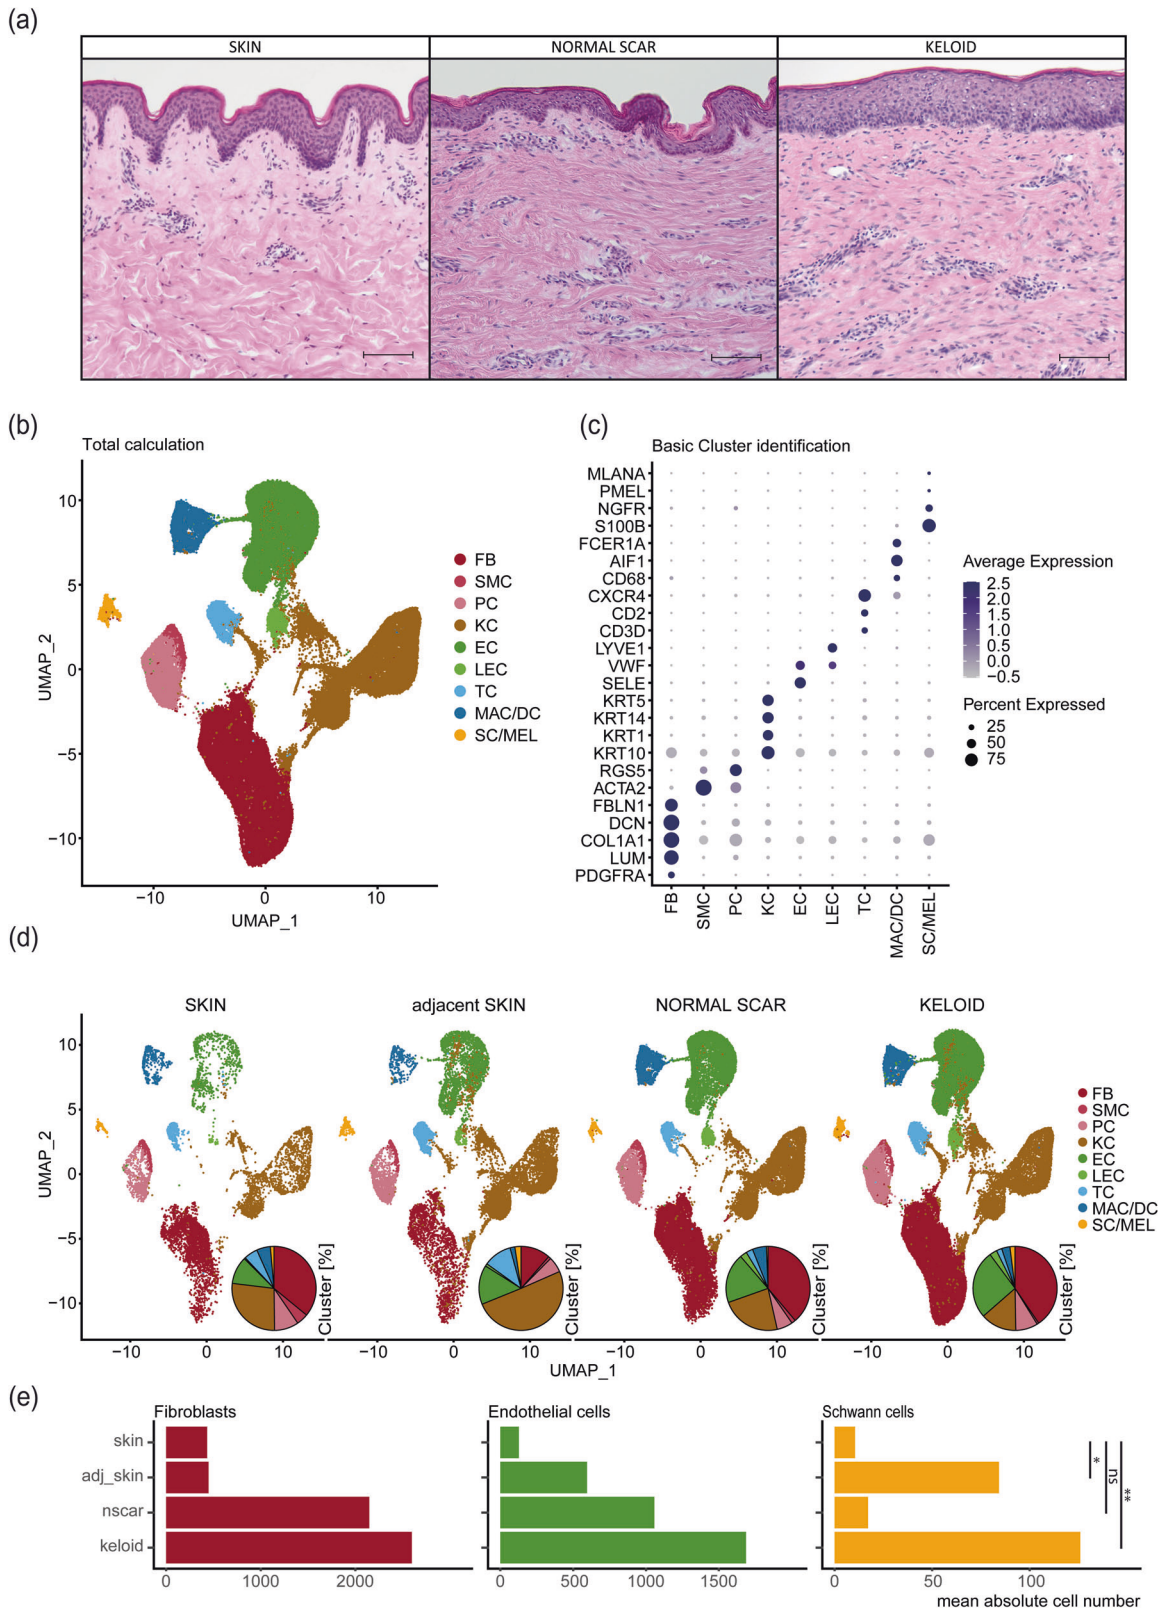 (a)
SKIN
NORMAL SCAR
KELOID
(b)
Total calculation
10
5
0
−5
−10
UMAP_2
−10
0
10
UMAP_1
FB
SMC
PC
KC
EC
LEC
TC
MAC/DC
SC/MEL
(c)
Basic Cluster identification
MLANA
PMEL
NGFR
S100B
FCER1A
AIF1
CD68
CXCR4
CD2
CD3D
LYVE1
VWF
SELE
KRT5
KRT14
KRT1
KRT10
RGS5
ACTA2
FBLN1
DCN
COL1A1
LUM
PDGFRA
FB
SMC
PC
KC
EC
LEC
TC
MAC/DC
SC/MEL
Average Expression
2.5
2.0
1.5
1.0
0.5
0.0
−0.5
Percent Expressed
25
50
75
(d)
SKIN
adjacent SKIN
NORMAL SCAR
KELOID
10
5
0
−5
−10
UMAP_2
Cluster [%]
Cluster [%]
Cluster [%]
Cluster [%]
−10 0 10
−10 0 10
−10 0 10
−10 0 10
UMAP_1
FB
SMC
PC
KC
EC
LEC
TC
MAC/DC
SC/MEL
(e)
Fibroblasts
Endothelial cells
Schwann cells
skin
adj_skin
nscar
keloid
*
ns
**
0 1000 2000
0 500 1000 1500
0 50 100
mean absolute cell number